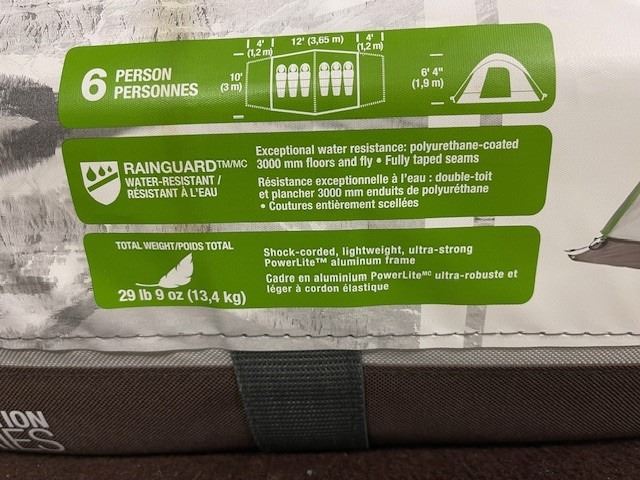 6 PERSON
PERSONNES
4'
(1,2 m)
12' (3,65 m)
4'
(1,2 m)
10'
(3 m)
6' 4"
(1,9 m)
RAINGUARD™/MC
WATER-RESISTANT /
RÉSISTANT À L'EAU
Exceptional water resistance: polyurethane-coated
3000 mm floors and fly • Fully taped seams
Résistance exceptionnelle à l'eau : double-toit
et plancher 3000 mm enduits de polyuréthane
• Coutures entièrement scellées
TOTAL WEIGHT/POIDS TOTAL
29 lb 9 oz (13,4 kg)
Shock-corded, lightweight, ultra-strong
PowerLite™ aluminum frame
Cadre en aluminium PowerLiteMC ultra-robuste et
léger à cordon élastique
ION
IES